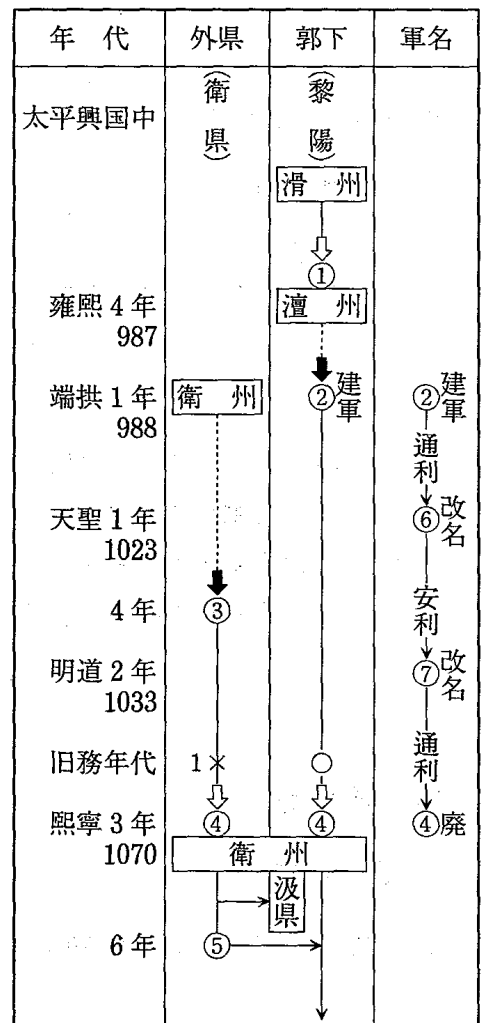 年 代 外県 郭下 軍名
太平興国中 (衛県) (黎陽)
滑 州
①
雍熙4年 澶 州
987
端拱1年 衛 州 ②建軍 ②建軍
988
通利
天聖1年 ⑥改名
1023
4年 ③ 安利
明道2年 ⑦改名
1033
旧務年代 1× ○ 通利
熙寧3年 ④ ④ ④廃
1070 衛 州
汲県
6年 ⑤